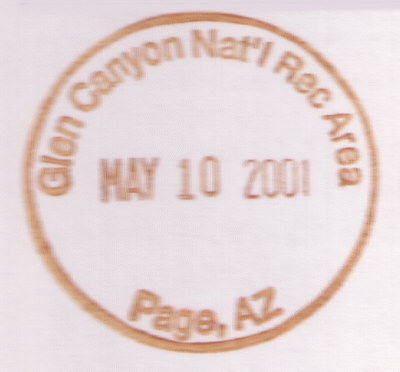 Glen Canyon Nat'l Rec Area
MAY 10 2001
Page, AZ